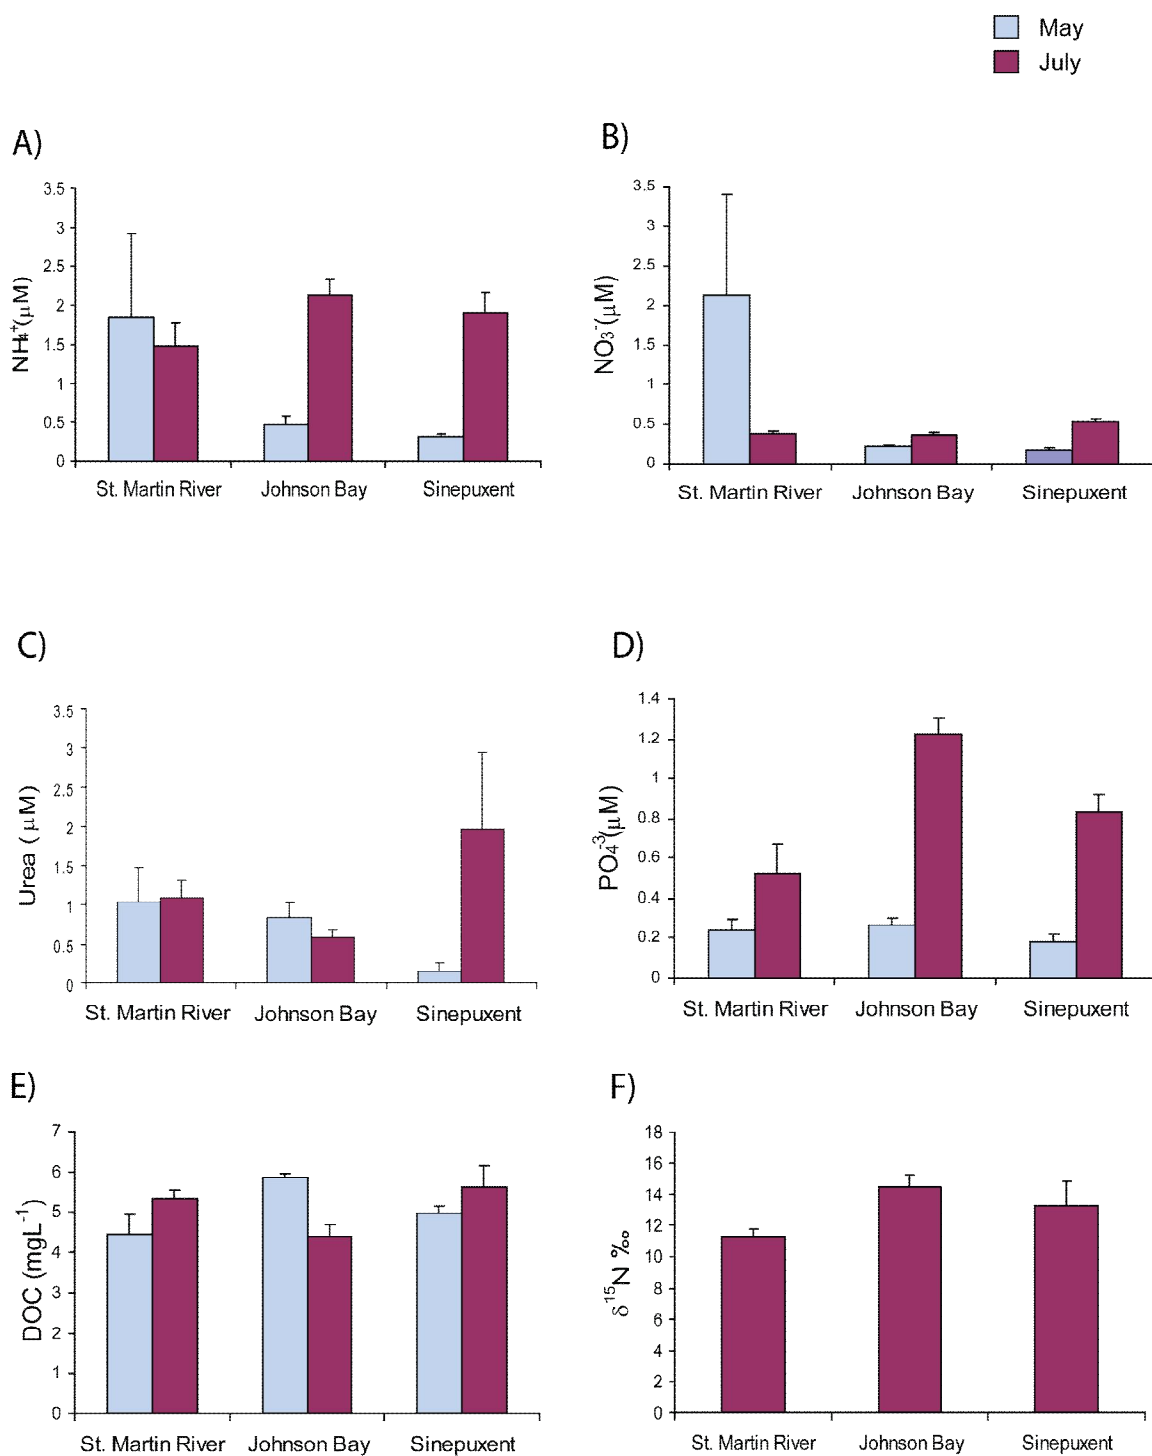 May
July
A)
3.5
3
2.5
2
1.5
1
0.5
0
NH₄⁺(μM)
St. Martin River Johnson Bay Sinepuxent
B)
3.5
3
2.5
2
1.5
1
0.5
0
NO₃⁻(μM)
St. Martin River Johnson Bay Sinepuxent
C)
3.5
3
2.5
2
1.5
1
0.5
0
Urea ( μM)
St. Martin River Johnson Bay Sinepuxent
D)
1.4
1.2
1
0.8
0.6
0.4
0.2
0
PO₄⁻³(μM)
St. Martin River Johnson Bay Sinepuxent
E)
7
6
5
4
3
2
1
0
DOC (mgL⁻¹)
St. Martin River Johnson Bay Sinepuxent
F)
18
16
14
12
10
8
6
4
2
0
δ¹⁵N ‰
St. Martin River Johnson Bay Sinepuxent